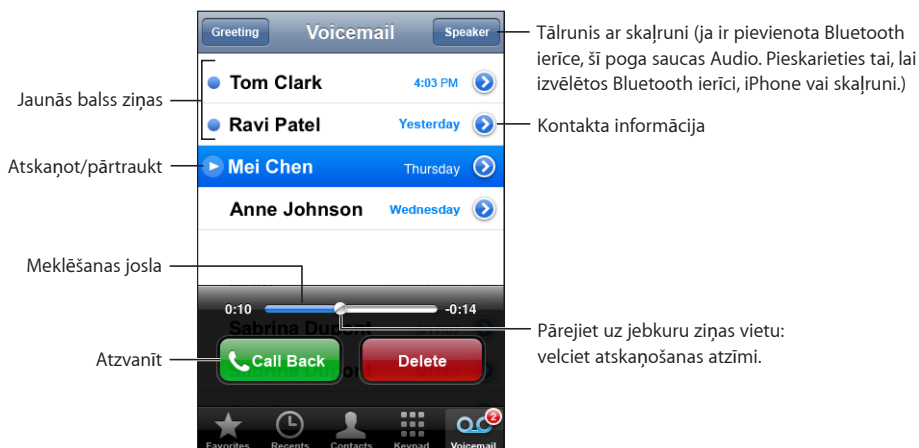 Greeting
Voicemail
Speaker
Tālrunis ar skaļruni (ja ir pievienota Bluetooth
ierīce, šī poga saucas Audio. Pieskarieties tai, lai
izvēlētos Bluetooth ierīci, iPhone vai skaļruni.)
Jaunās balss ziņas
Tom Clark 4:03 PM
Ravi Patel Yesterday
Kontakta informācija
Atskaņot/pārtraukt
Mei Chen Thursday
Anne Johnson Wednesday
Meklēšanas josla
0:10 -0:14
Sabrina Dupont
Pārejiet uz jebkuru ziņas vietu:
velciet atskaņošanas atzīmi.
Atzvanīt
Call Back
Delete
Favorites Recents Contacts Keypad Voicemail
2